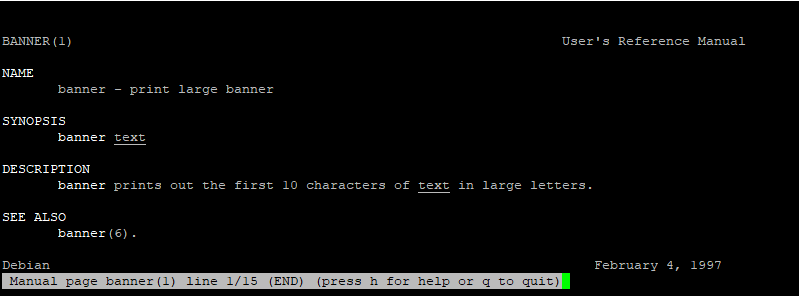 BANNER(1) User's Reference Manual
NAME
banner - print large banner
SYNOPSIS
banner text
DESCRIPTION
banner prints out the first 10 characters of text in large letters.
SEE ALSO
banner(6).
Debian February 4, 1997
Manual page banner(1) line 1/15 (END) (press h for help or q to quit)